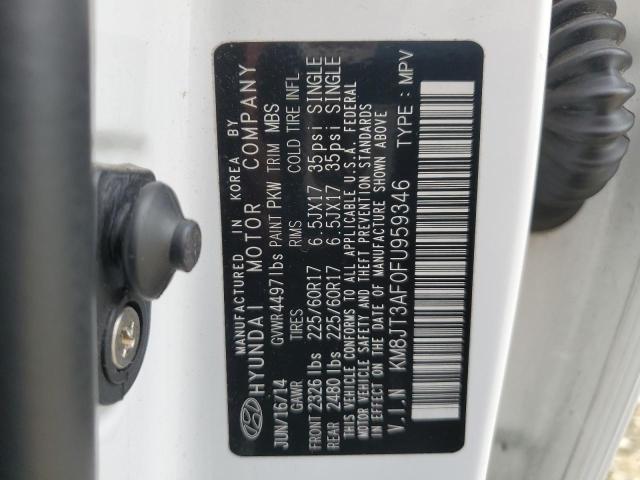 MANUFACTURED IN KOREA BY
HYUNDAI MOTOR COMPANY
JUN/16/14 GVWR 4497 lbs PAINT PKW TRIM MBS
GAWR TIRES RIMS COLD TIRE INFL
FRONT 2326 lbs 225/60R17 6.5JX17 35psi SINGLE
REAR 2480 lbs 225/60R17 6.5JX17 35psi SINGLE
THIS VEHICLE CONFORMS TO ALL APPLICABLE U.S.A. FEDERAL
MOTOR VEHICLE SAFETY AND THEFT PREVENTION STANDARDS
IN EFFECT ON THE DATE OF MANUFACTURE SHOWN ABOVE
V.I.N KM8JT3AF0FU959346 TYPE : MPV